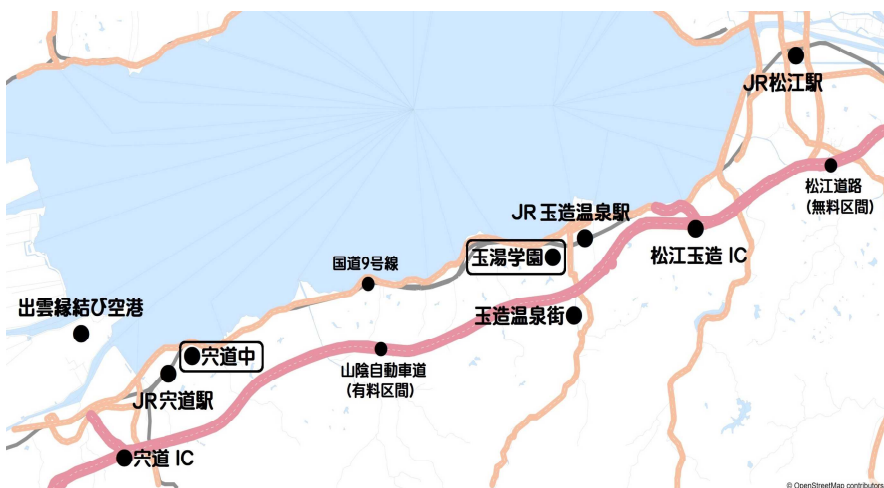 JR松江駅
松江道路
(無料区間)
JR玉造温泉駅
松江玉造 IC
玉湯学園
国道9号線
玉造温泉街
出雲縁結び空港
穴道中
山陰自動車道
(有料区間)
JR穴道駅
穴道 IC
© OpenStreetMap contributors